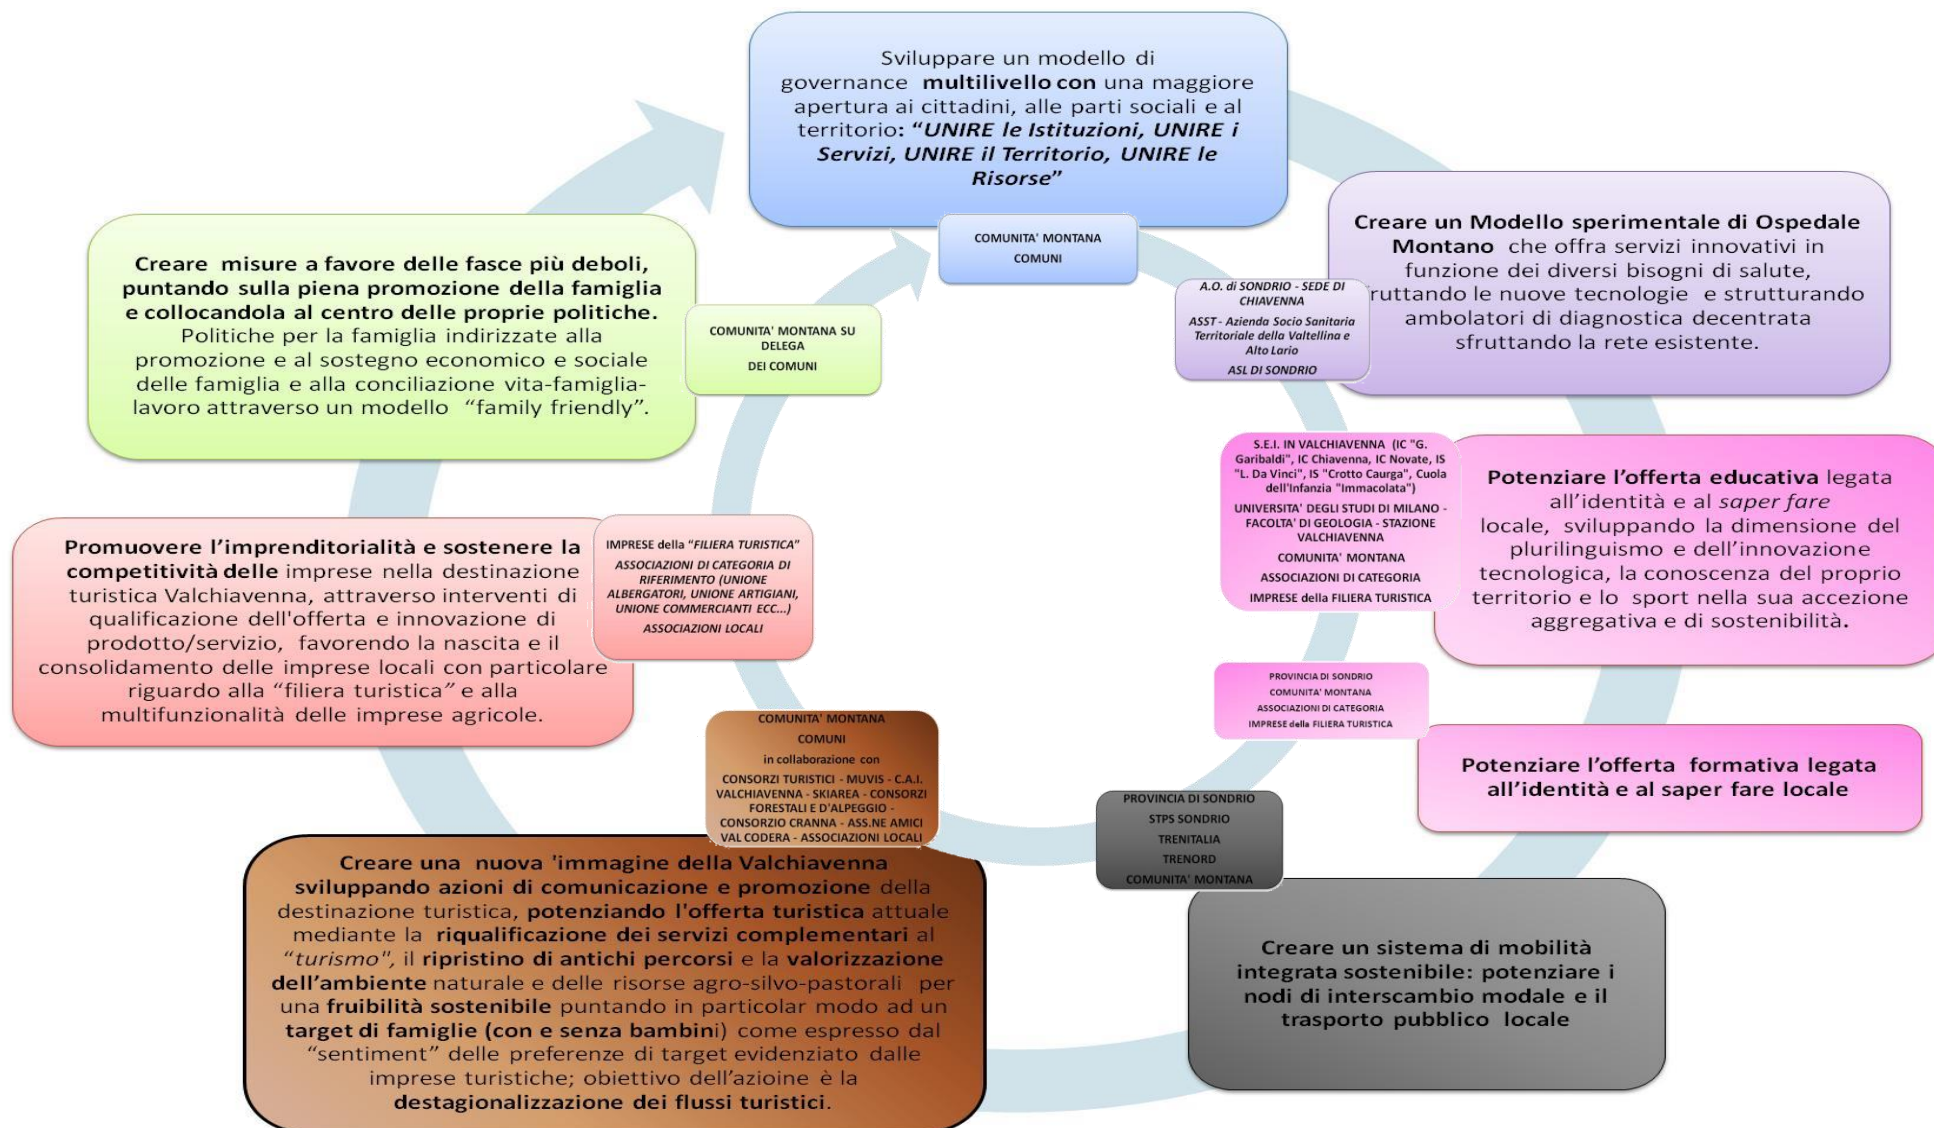 Sviluppare un modello di
governance multilivello con una maggiore
apertura ai cittadini, alle parti sociali e al
territorio: “UNIRE le Istituzioni, UNIRE i
Servizi, UNIRE il Territorio, UNIRE le
Risorse”
COMUNITA' MONTANA
COMUNI
Creare un Modello sperimentale di Ospedale
Montano che offra servizi innovativi in
funzione dei diversi bisogni di salute,
fruttando le nuove tecnologie e strutturando
ambolatori di diagnostica decentrata
sfruttando la rete esistente.
A.O. di SONDRIO - SEDE DI
CHIAVENNA
ASST - Azienda Socio Sanitaria
Territoriale della Valtellina e
Alto Lario
ASL DI SONDRIO
S.E.I. IN VALCHIAVENNA (IC "G.
Garibaldi", IC Chiavenna, IC Novate, IS
"L. Da Vinci", IS "Crotto Caurga", Cuola
dell'Infanzia "Immacolata")
UNIVERSITA' DEGLI STUDI DI MILANO -
FACOLTA' DI GEOLOGIA - STAZIONE
VALCHIAVENNA
COMUNITA' MONTANA
ASSOCIAZIONI DI CATEGORIA
IMPRESE della FILIERA TURISTICA
Potenziare l’offerta educativa legata
all’identità e al saper fare
locale, sviluppando la dimensione del
plurilinguismo e dell’innovazione
tecnologica, la conoscenza del proprio
territorio e lo sport nella sua accezione
aggregativa e di sostenibilità.
PROVINCIA DI SONDRIO
COMUNITA' MONTANA
ASSOCIAZIONI DI CATEGORIA
IMPRESE della FILIERA TURISTICA
Potenziare l’offerta formativa legata
all’identità e al saper fare locale
PROVINCIA DI SONDRIO
STPS SONDRIO
TRENITALIA
TRENORD
COMUNITA' MONTANA
Creare un sistema di mobilità
integrata sostenibile: potenziare i
nodi di interscambio modale e il
trasporto pubblico locale
COMUNITA' MONTANA
COMUNI
in collaborazione con
CONSORZI TURISTICI - MUVIS - C.A.I.
VALCHIAVENNA - SKIAREA - CONSORZI
FORESTALI E D'ALPEGGIO -
CONSORZIO CRANNA - ASS.NE AMICI
VAL CODERA - ASSOCIAZIONI LOCALI
Creare una nuova 'immagine della Valchiavenna
sviluppando azioni di comunicazione e promozione della
destinazione turistica, potenziando l'offerta turistica attuale
mediante la riqualificazione dei servizi complementari al
“turismo", il ripristino di antichi percorsi e la valorizzazione
dell’ambiente naturale e delle risorse agro-silvo-pastorali per
una fruibilità sostenibile puntando in particolar modo ad un
target di famiglie (con e senza bambini) come espresso dal
“sentiment” delle preferenze di target evidenziato dalle
imprese turistiche; obiettivo dell’azioine è la
destagionalizzazione dei flussi turistici.
Promuovere l’imprenditorialità e sostenere la
competitività delle imprese nella destinazione
turistica Valchiavenna, attraverso interventi di
qualificazione dell'offerta e innovazione di
prodotto/servizio, favorendo la nascita e il
consolidamento delle imprese locali con particolare
riguardo alla “filiera turistica” e alla
multifunzionalità delle imprese agricole.
IMPRESE della “FILIERA TURISTICA”
ASSOCIAZIONI DI CATEGORIA DI
RIFERIMENTO (UNIONE
ALBERGATORI, UNIONE ARTIGIANI,
UNIONE COMMERCIANTI ECC...)
ASSOCIAZIONI LOCALI
Creare misure a favore delle fasce più deboli,
puntando sulla piena promozione della famiglia
e collocandola al centro delle proprie politiche.
Politiche per la famiglia indirizzate alla
promozione e al sostegno economico e sociale
delle famiglia e alla conciliazione vita-famiglia-
lavoro attraverso un modello “family friendly”.
COMUNITA' MONTANA SU
DELEGA
DEI COMUNI